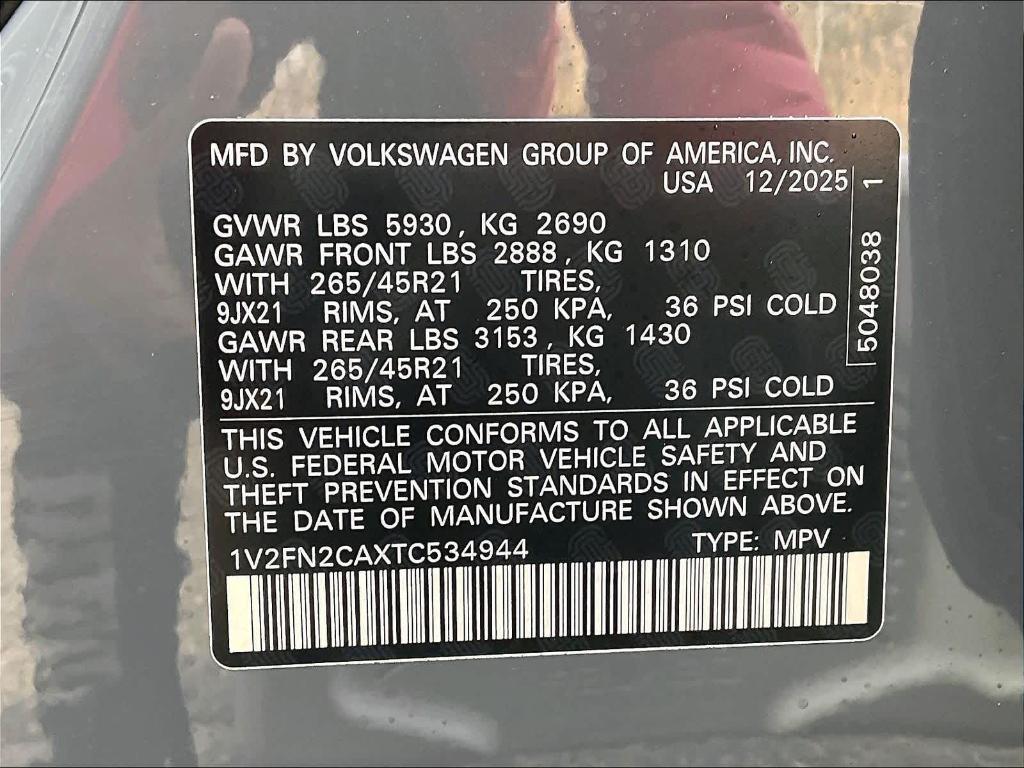 MFD BY VOLKSWAGEN GROUP OF AMERICA, INC.
USA 12/2025
GVWR LBS 5930, KG 2690
GAWR FRONT LBS 2888, KG 1310
WITH 265/45R21 TIRES,
9JX21 RIMS, AT 250 KPA, 36 PSI COLD
GAWR REAR LBS 3153, KG 1430
WITH 265/45R21 TIRES,
9JX21 RIMS, AT 250 KPA, 36 PSI COLD
5048038 1
THIS VEHICLE CONFORMS TO ALL APPLICABLE
U.S. FEDERAL MOTOR VEHICLE SAFETY AND
THEFT PREVENTION STANDARDS IN EFFECT ON
THE DATE OF MANUFACTURE SHOWN ABOVE.
1V2FN2CAXTC534944 TYPE: MPV